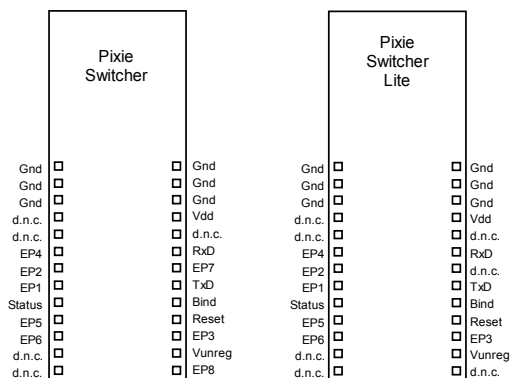 Pixie
Switcher
Gnd
Gnd
Gnd
d.n.c.
d.n.c.
EP4
EP2
EP1
Status
EP5
EP6
d.n.c.
d.n.c.
Gnd
Gnd
Gnd
Vdd
d.n.c.
RxD
EP7
TxD
Bind
Reset
EP3
Vunreg
EP8
Pixie
Switcher
Lite
Gnd
Gnd
Gnd
d.n.c.
d.n.c.
EP4
EP2
EP1
Status
EP5
EP6
d.n.c.
d.n.c.
Gnd
Gnd
Gnd
Vdd
d.n.c.
RxD
d.n.c.
TxD
Bind
Reset
EP3
Vunreg
d.n.c.